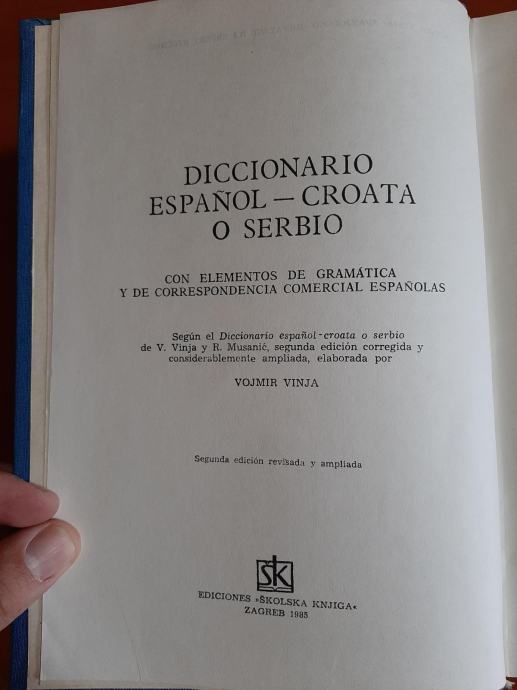 DICCIONARIO
ESPAÑOL — CROATA
O SERBIO
CON ELEMENTOS DE GRAMÁTICA
Y DE CORRESPONDENCIA COMERCIAL ESPAÑOLAS
Según el Diccionario español-croata o serbio
de V. Vinja y R. Musanić, segunda edición corregida y
considerablemente ampliada, elaborada por
VOJMIR VINJA
Segunda edición revisada y ampliada
šk
EDICIONES »ŠKOLSKA KNJIGA«
ZAGREB 1985